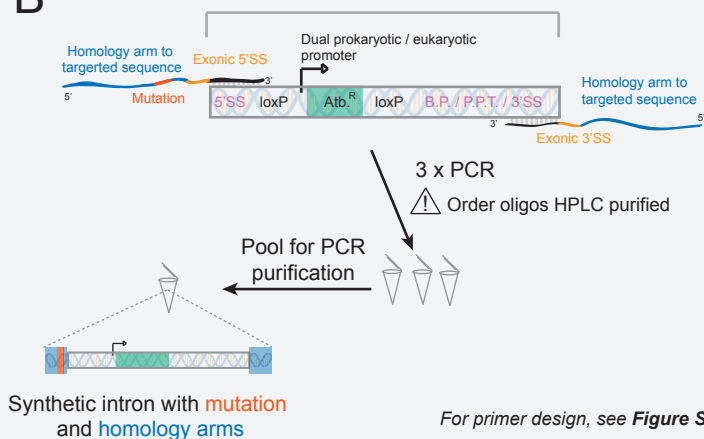 B
Dual prokaryotic / eukaryotic
promoter
Homology arm to
targeted sequence
Exonic 5'SS
3'
5'
Mutation
5'SS loxP Atb.R loxP B.P. / P.P.T. / 3'SS
Homology arm to
targeted sequence
5'
3'
Exonic 3'SS
3 x PCR
Order oligos HPLC purified
Pool for PCR
purification
Synthetic intron with mutation
and homology arms
For primer design, see Figure S